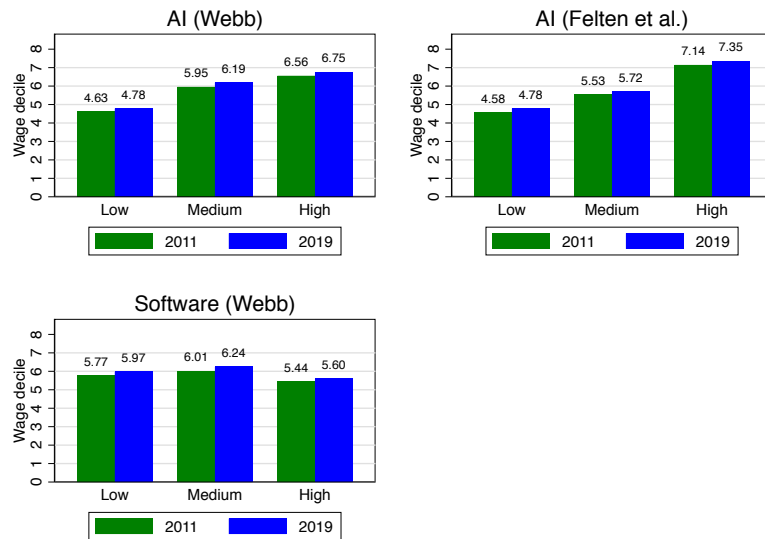 AI (Webb)
Wage decile
0 1 2 3 4 5 6 7 8
4.63 4.78 5.95 6.19 6.56 6.75
Low Medium High
2011 2019
AI (Felten et al.)
Wage decile
0 1 2 3 4 5 6 7 8
4.58 4.78 5.53 5.72 7.14 7.35
Low Medium High
2011 2019
Software (Webb)
Wage decile
0 1 2 3 4 5 6 7 8
5.77 5.97 6.01 6.24 5.44 5.60
Low Medium High
2011 2019